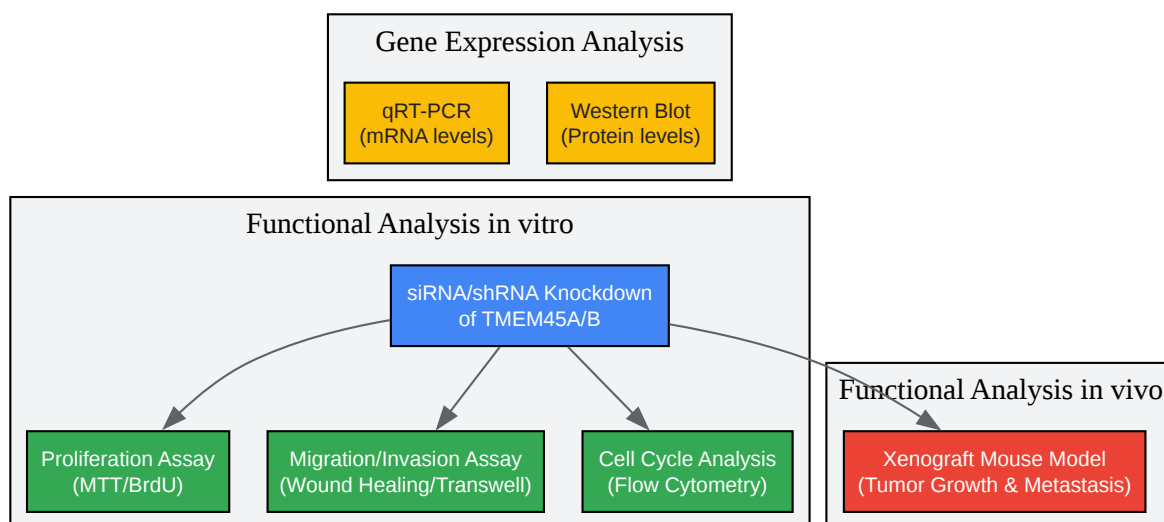 Gene Expression Analysis
qRT-PCR
(mRNA levels)
Western Blot
(Protein levels)
Functional Analysis in vitro
siRNA/shRNA Knockdown
of TMEM45A/B
Proliferation Assay
(MTT/BrdU)
Migration/Invasion Assay
(Wound Healing/Transwell)
Cell Cycle Analysis
(Flow Cytometry)
Functional Analysis in vivo
Xenograft Mouse Model
(Tumor Growth & Metastasis)